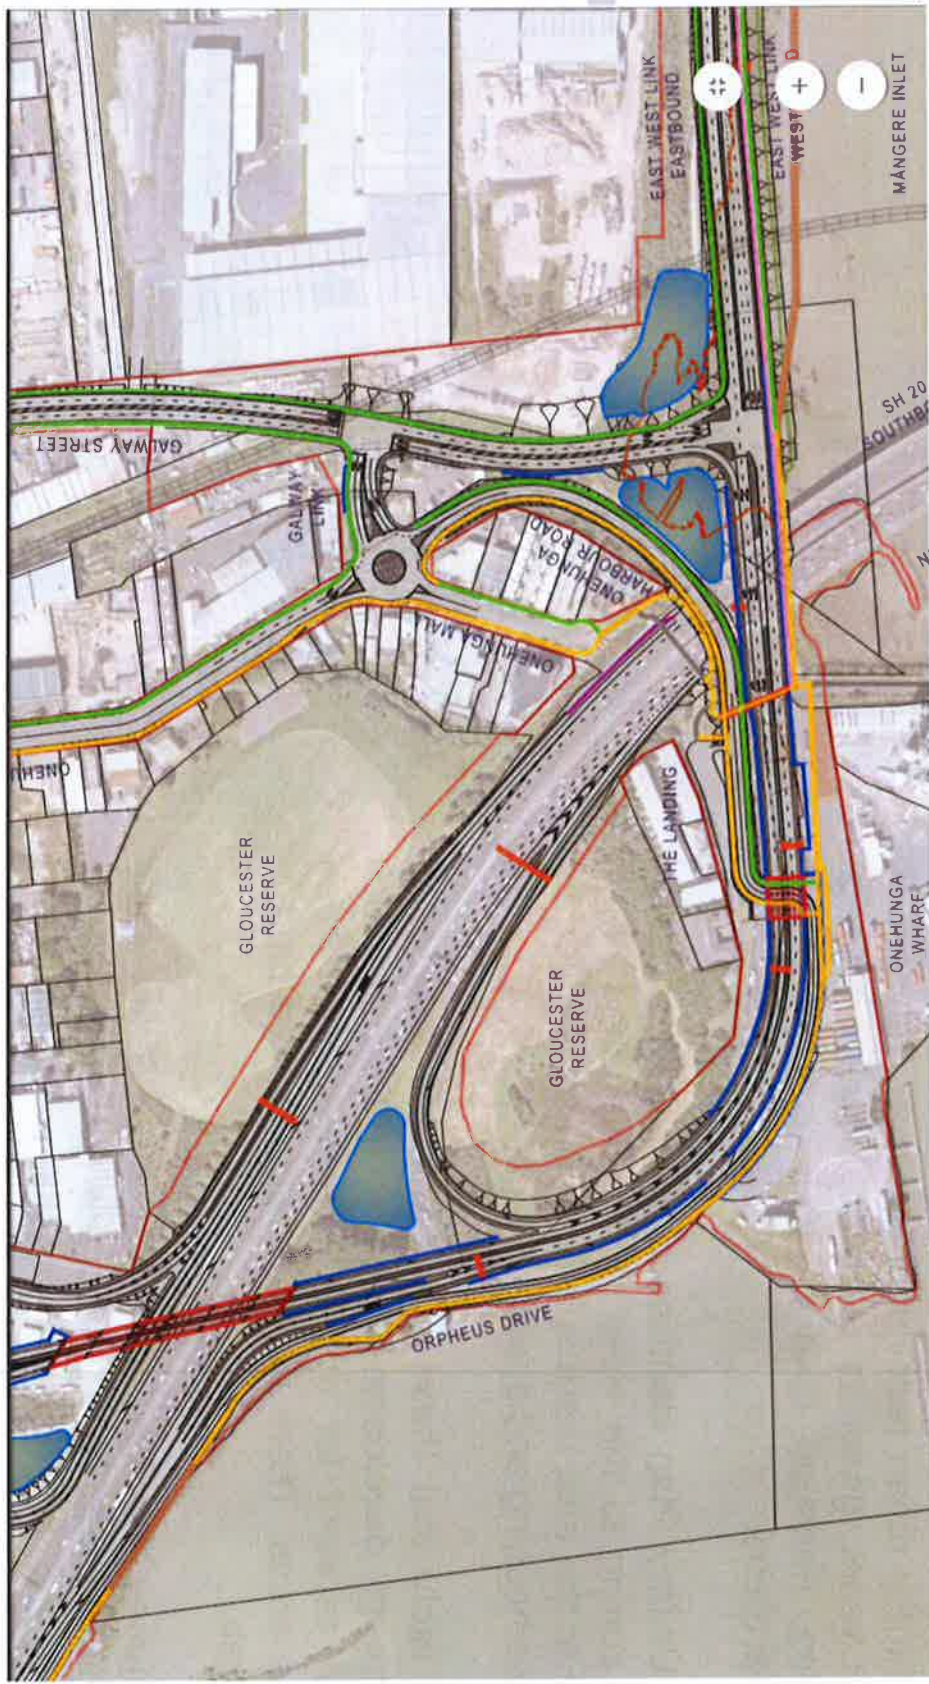 EAST WEST LINK
EASTBOUND
EAST WEST LINK
MĀNGERE INLET
SH 20
GALWAY STREET
GALWAY
LINK
ONEHUNGA
HARBOUR ROAD
ONEHUNGA MALL
GLOUCESTER
RESERVE
THE LANDING
GLOUCESTER
RESERVE
ONEHUNGA
WHARF
ORPHEUS DRIVE